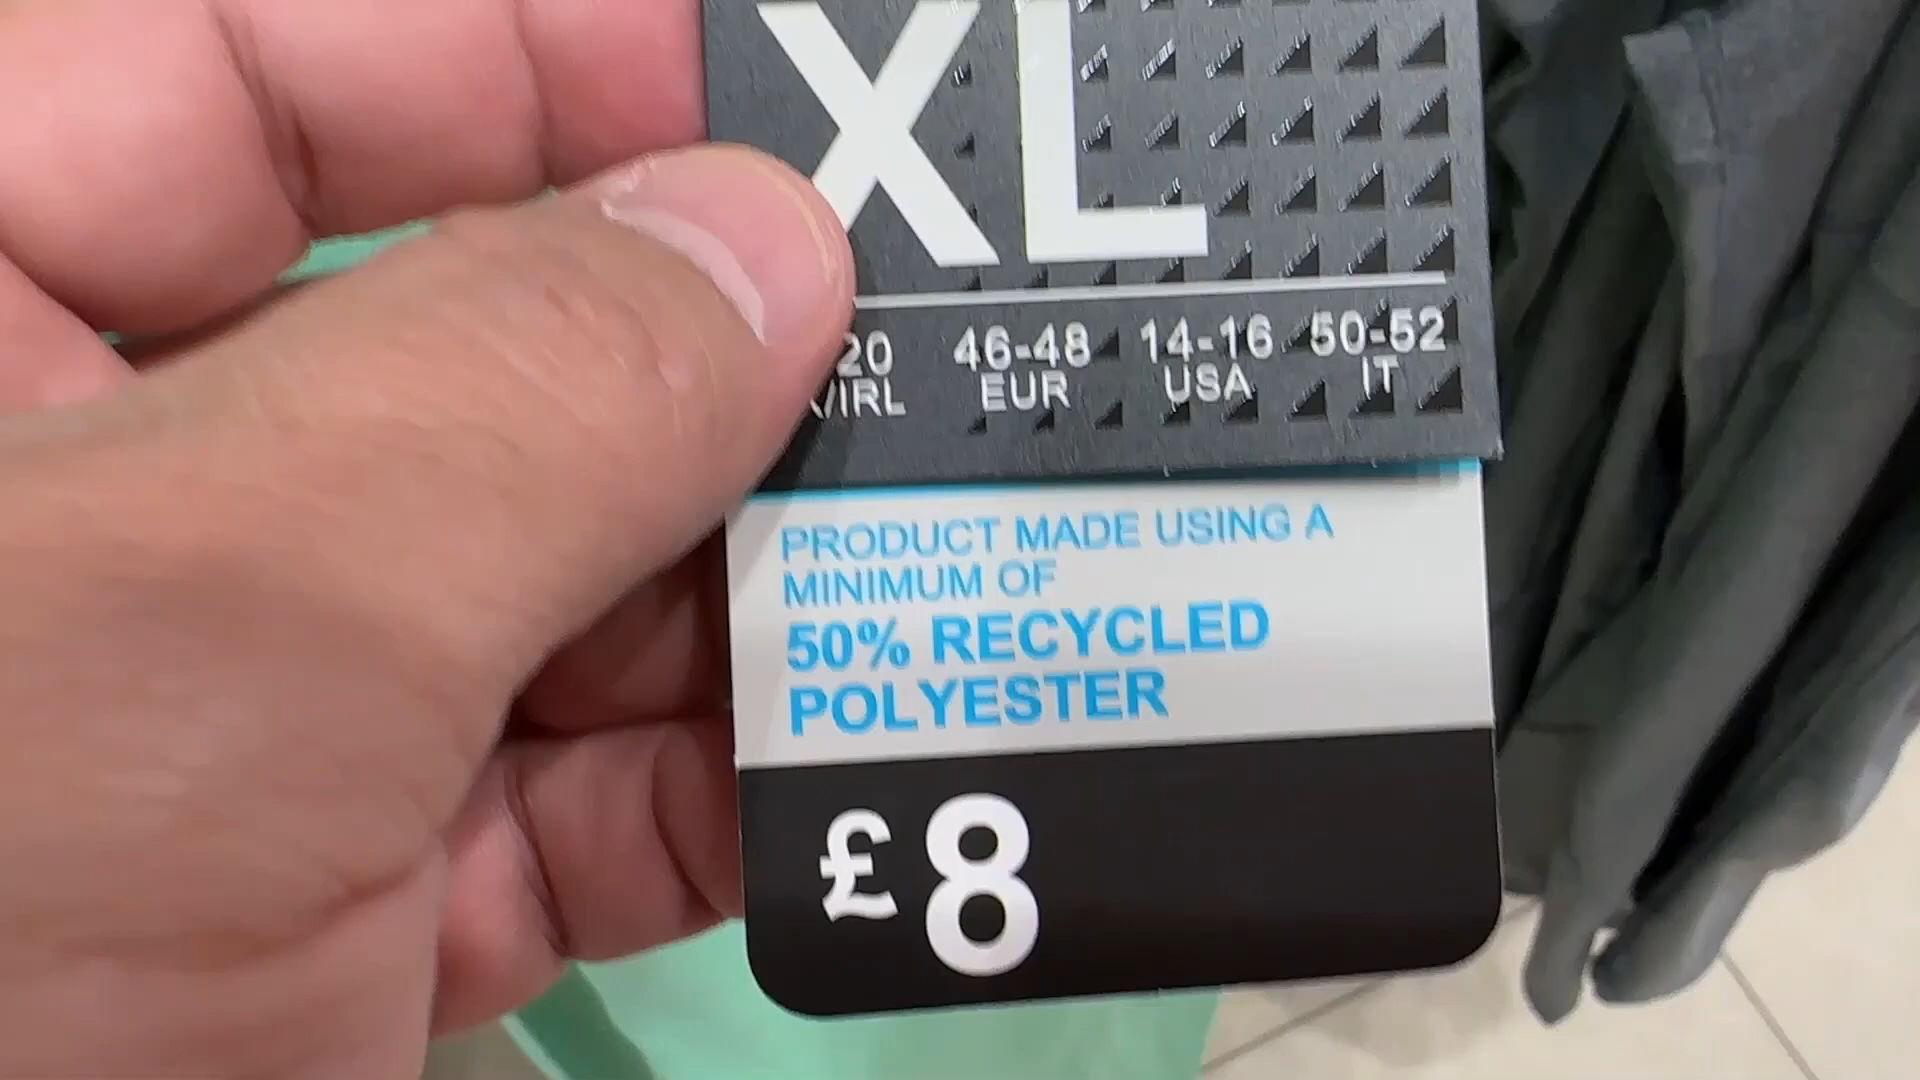 XL
20 46-48 14-16 50-52
/IRL EUR USA IT
PRODUCT MADE USING A
MINIMUM OF
50% RECYCLED
POLYESTER
£8